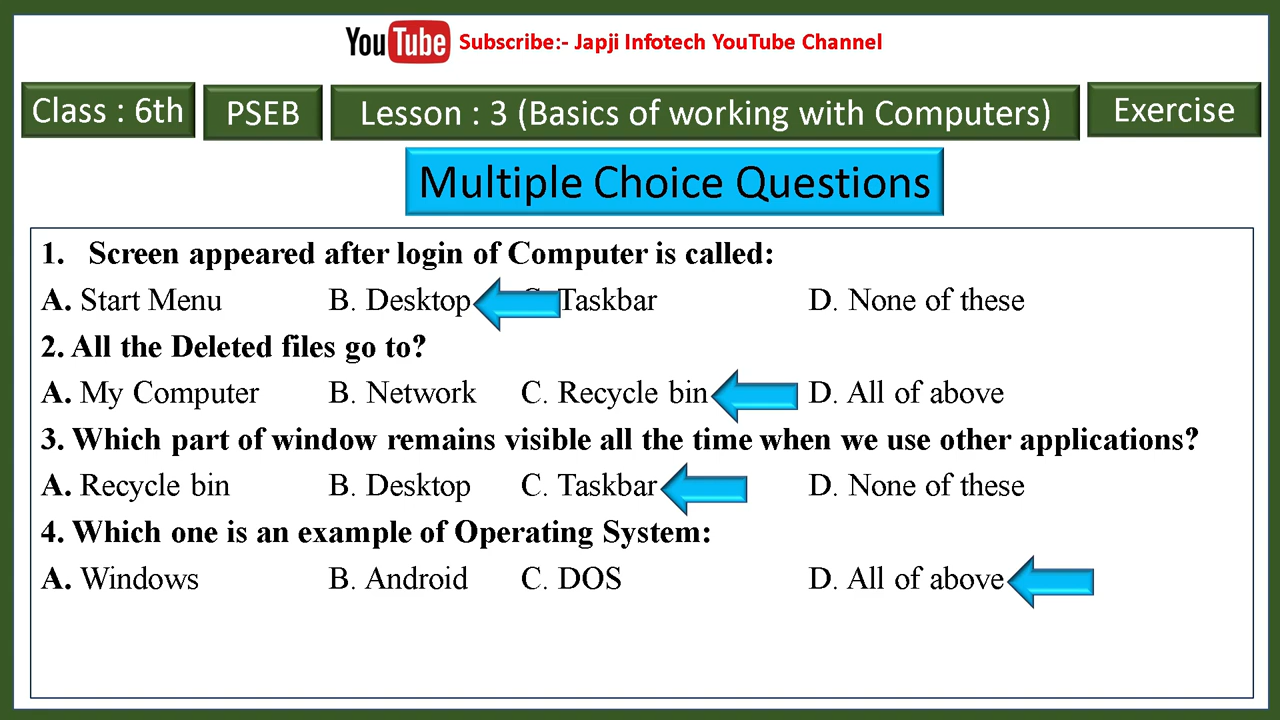 YouTube Subscribe:- Japji Infotech YouTube Channel
Class : 6th PSEB Lesson : 3 (Basics of working with Computers) Exercise
Multiple Choice Questions
1. Screen appeared after login of Computer is called:
A. Start Menu B. Desktop C. Taskbar D. None of these
2. All the Deleted files go to?
A. My Computer B. Network C. Recycle bin D. All of above
3. Which part of window remains visible all the time when we use other applications?
A. Recycle bin B. Desktop C. Taskbar D. None of these
4. Which one is an example of Operating System:
A. Windows B. Android C. DOS D. All of above